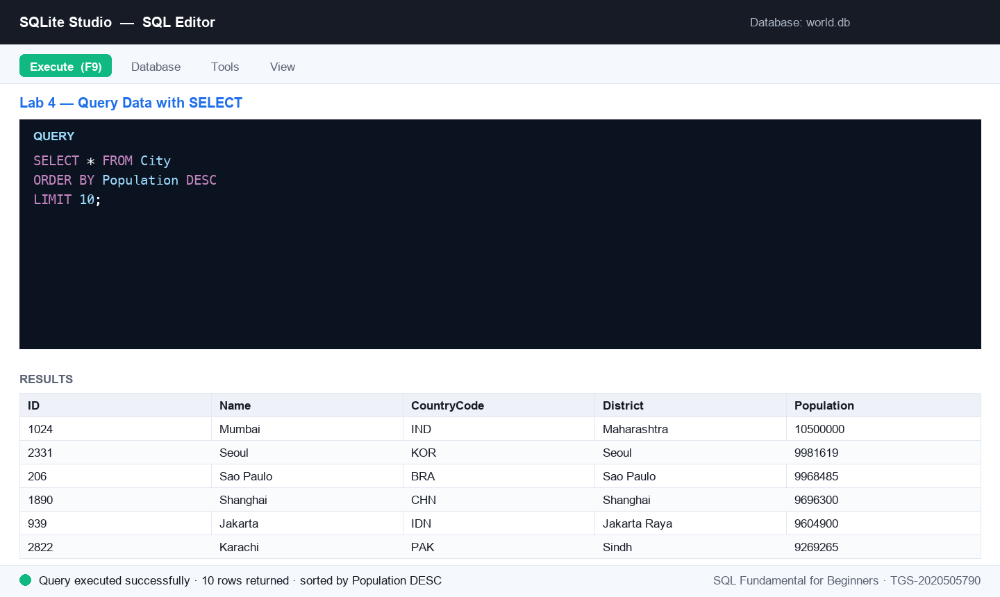 SQLite Studio — SQL Editor Database: world.db
Execute (F9) Database Tools View
Lab 4 — Query Data with SELECT
QUERY
SELECT * FROM City
ORDER BY Population DESC
LIMIT 10;
RESULTS
ID Name CountryCode District Population
1024 Mumbai IND Maharashtra 10500000
2331 Seoul KOR Seoul 9981619
206 Sao Paulo BRA Sao Paulo 9968485
1890 Shanghai CHN Shanghai 9696300
939 Jakarta IDN Jakarta Raya 9604900
2822 Karachi PAK Sindh 9269265
Query executed successfully · 10 rows returned · sorted by Population DESC SQL Fundamental for Beginners · TGS-2020505790